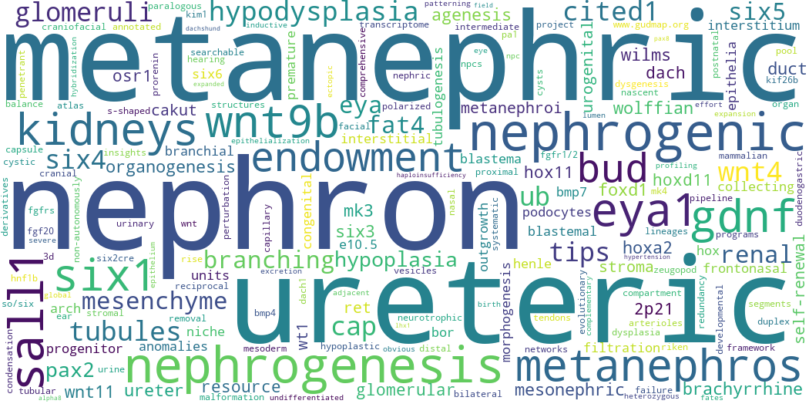 glomeruli
paralogous
kim1
dachshund
patterning
field
hypodysplasia
agenesis
inductive
craniofacial
annotated
transcriptome
intermediate
project
cited1
six5
www.gudmap.org
interstitium
metanephric
penetrant
hybridization
searchable
hearing
osr1
prorenin
six6
expanded
premature
ectopic
comprehensive
nephric
tubulogenesis
pal
npc
eye
npcs
cysts
urogenital
wilms
dach
dysgenesis
nascent
epithelia
postnatal
pax8
duct
pool
kif26b
balance
atlas
structures
s-shaped
cakut
eya
polarized
metanephroi
wolffian
effort
organ
kidneys
wnt9b
fat4
facial
epithelialization
interstitial
lumen
expansion
nephrogenic
capsule
cystic
insights
branchial
six4
organogenesis
endowment
blastema
proximal
fgfr1/2
profiling
mk4
mammalian
bud
wnt4
derivatives
cranial
haploinsufficiency
hox11
ub
bmp7
foxd1
hoxd11
collecting
duodenogastric
nephron
fgfrs
fgf20
severe
non-autonomously
urinary
wnt
perturbation
capillary
congenital
mk3
six3
e10.5
nasal
outgrowth
systematic
podocytes
blastemal
lineages
pipeline
programs
eya1
gdnf
hoxa2
hox
tips
renal
3d
six2cre
hnf1b
global
six1
epithelium
rise
branching
hypoplasia
units
excretion
vesicles
henle
stroma
zeugopod
frontonasal
hypertension
self-renewal
sall1
so/six
arch
ear
stromal
mesenchyme
reciprocal
dach1
adjacent
birth
ureteric
morphogenesis
filtration
dysplasia
riken
compartment
2p21
arterioles
evolutionary
complementary
redundancy
developmental
segments
duplex
tendons
condensation
tubules
removal
niche
bmp4
mesoderm
wt1
cap
ret
neurotrophic
bor
lhx1
progenitor
anomalies
hypoplastic
obvious
distal
networks
framework
tubular
alpha8
pax2
urine
wnt11
ureter
nephrogenesis
metanephros
resource
malformation
undifferentiated
glomerular
bilateral
mesonephric
failure
heterozygous
brachyrrhine
fates